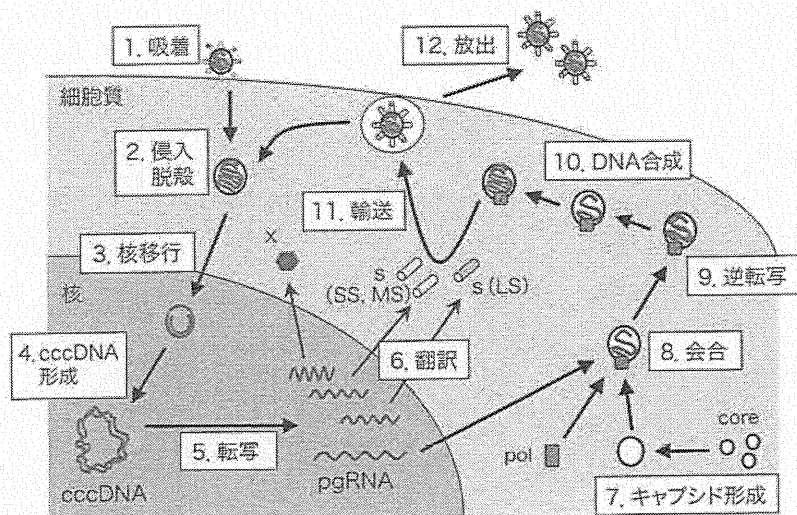 1. 吸着
12. 放出
細胞質
2. 侵入
脱殻
10. DNA合成
11. 輸送
3. 核移行
X
S
(SS, MS)
S (LS)
9. 逆転写
核
4. cccDNA
形成
6. 翻訳
8. 会合
5. 転写
core
pol
cccDNA
pgRNA
7. キャプシド形成